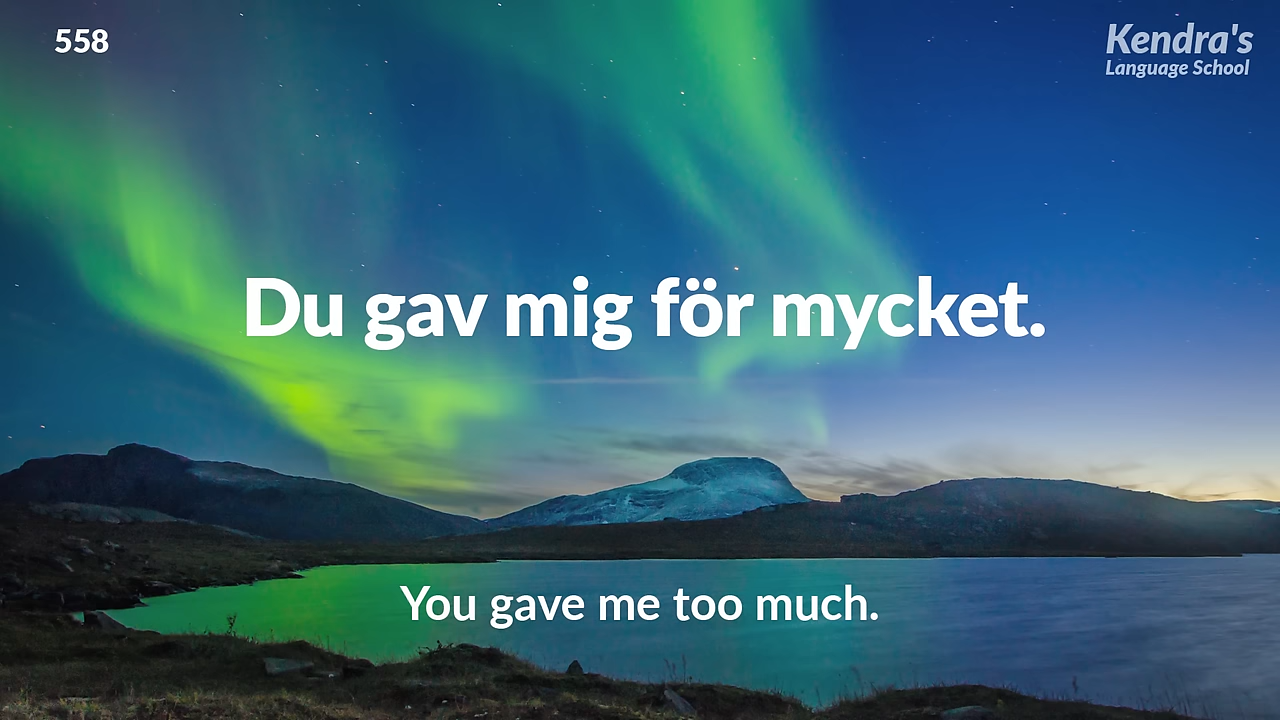 558
Kendra's
Language School
Du gav mig för mycket.
You gave me too much.